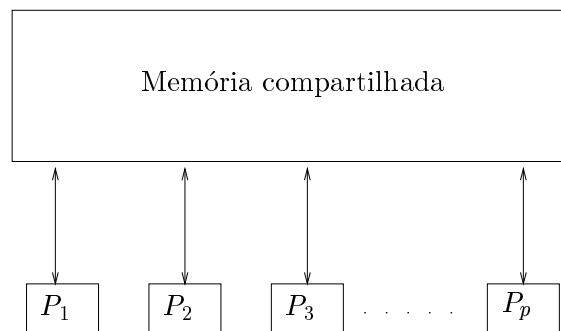 Memória compartilhada
P1 P2 P3 . . . . . Pp